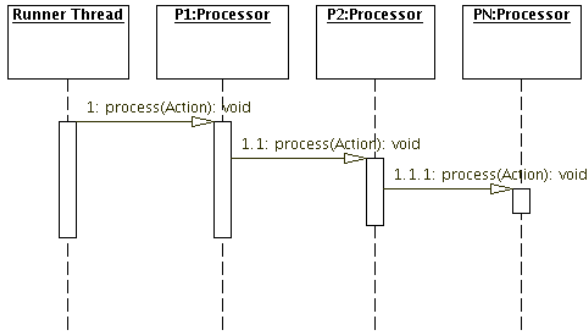 Runner Thread
P1:Processor
P2:Processor
PN:Processor
1: process(Action): void
1.1: process(Action): void
1.1.1: process(Action): void